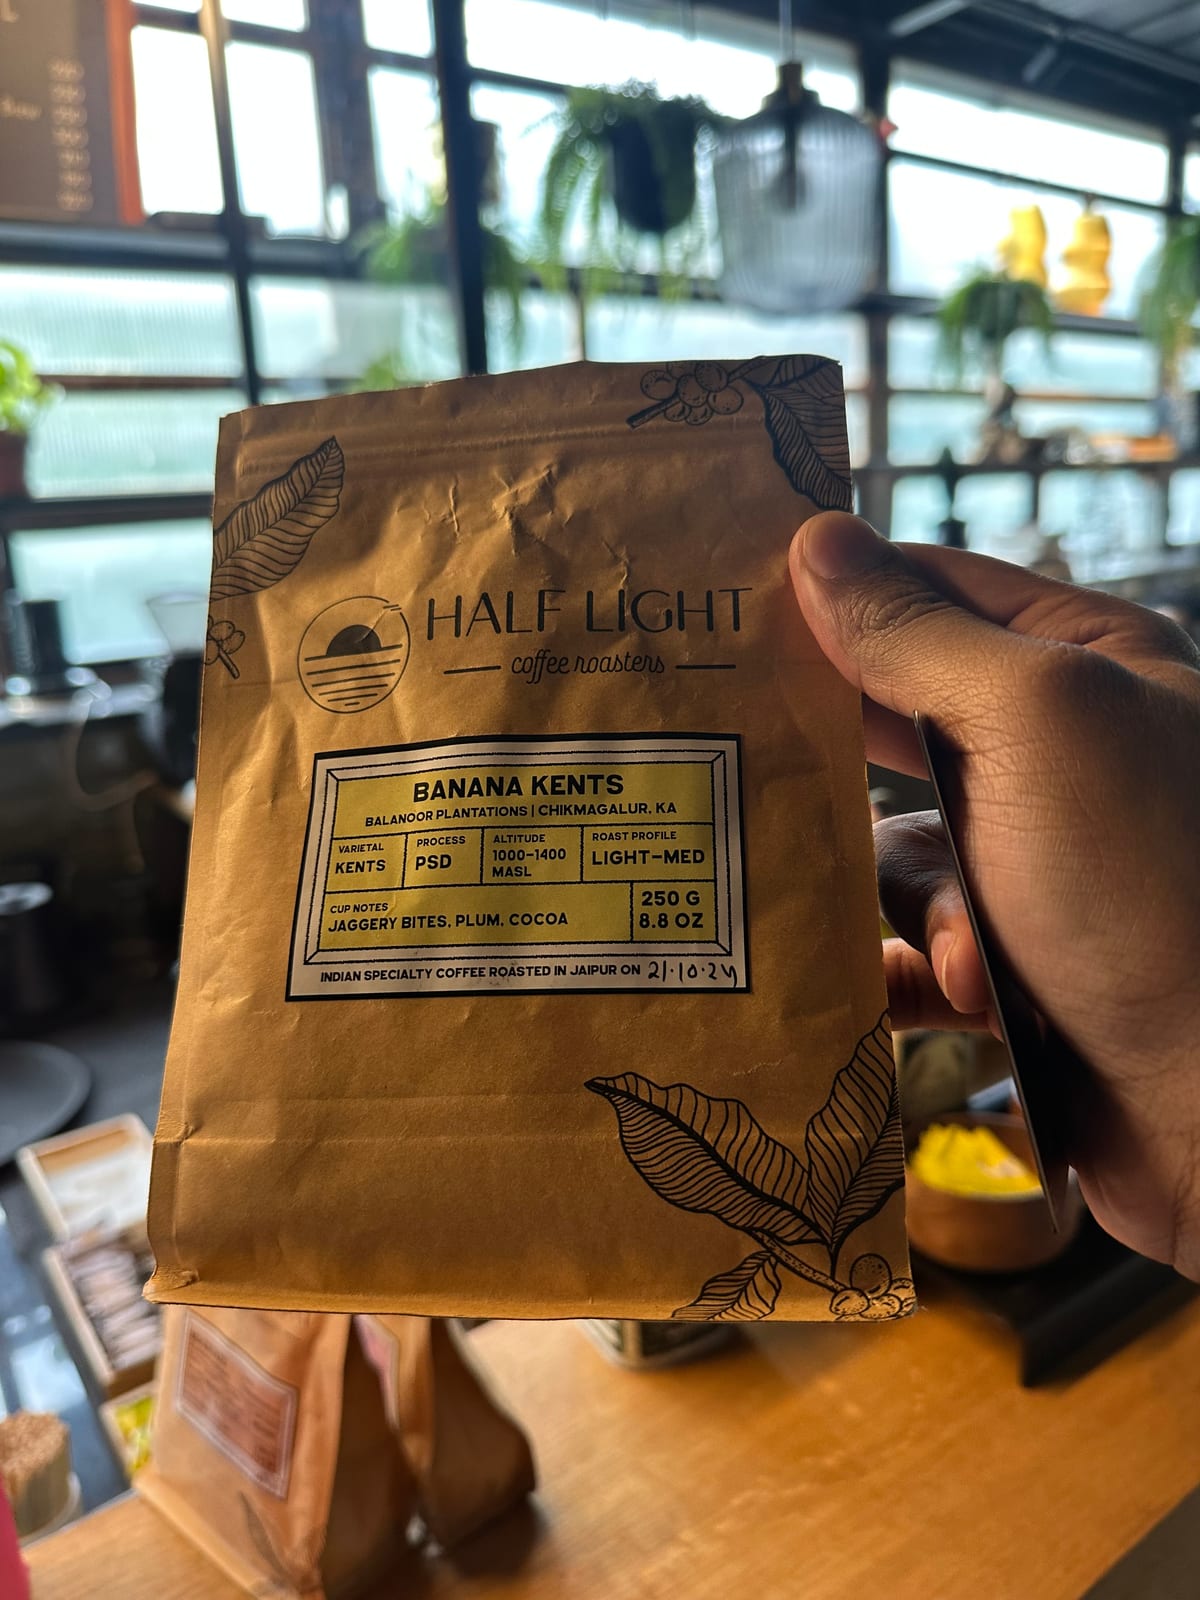 HALF LIGHT
coffee roasters
BANANA KENTS
BALANOOR PLANTATIONS | CHIKMAGALUR, KA
VARIETAL
KENTS
PROCESS
PSD
ALTITUDE
1000-1400
MASL
ROAST PROFILE
LIGHT-MED
CUP NOTES
JAGGERY BITES, PLUM, COCOA
250 G
8.8 OZ
INDIAN SPECIALTY COFFEE ROASTED IN JAIPUR ON 21.10.24